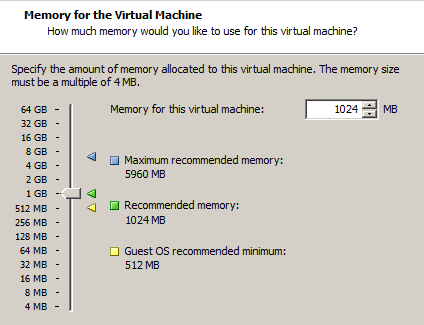 Memory for the Virtual Machine
How much memory would you like to use for this virtual machine?
Specify the amount of memory allocated to this virtual machine. The memory size
must be a multiple of 4 MB.
64 GB
32 GB
16 GB
8 GB
4 GB
2 GB
1 GB
512 MB
256 MB
128 MB
64 MB
32 MB
16 MB
8 MB
4 MB
Memory for this virtual machine: 1024 MB
Maximum recommended memory:
5960 MB
Recommended memory:
1024 MB
Guest OS recommended minimum:
512 MB